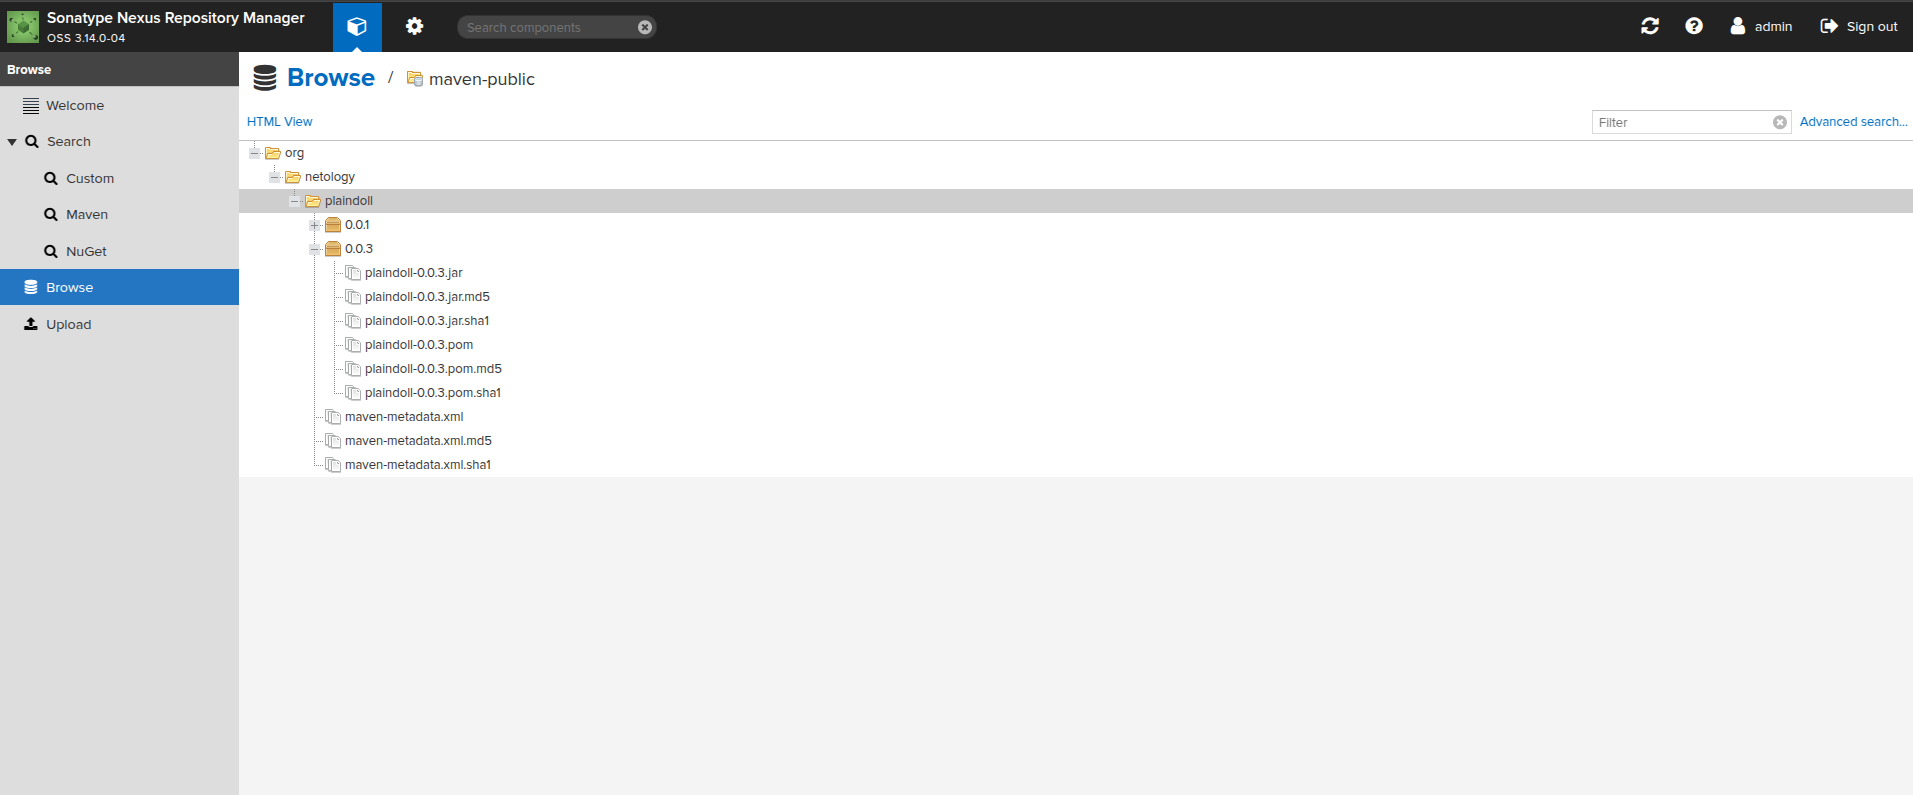 Sonatype Nexus Repository Manager
OSS 3.14.0-04
Search components
admin
Sign out
Browse
Welcome
Search
Custom
Maven
NuGet
Browse
Upload
Browse / maven-public
HTML View
Filter
Advanced search...
org
netology
plaindoll
0.0.1
0.0.3
plaindoll-0.0.3.jar
plaindoll-0.0.3.jar.md5
plaindoll-0.0.3.jar.sha1
plaindoll-0.0.3.pom
plaindoll-0.0.3.pom.md5
plaindoll-0.0.3.pom.sha1
maven-metadata.xml
maven-metadata.xml.md5
maven-metadata.xml.sha1